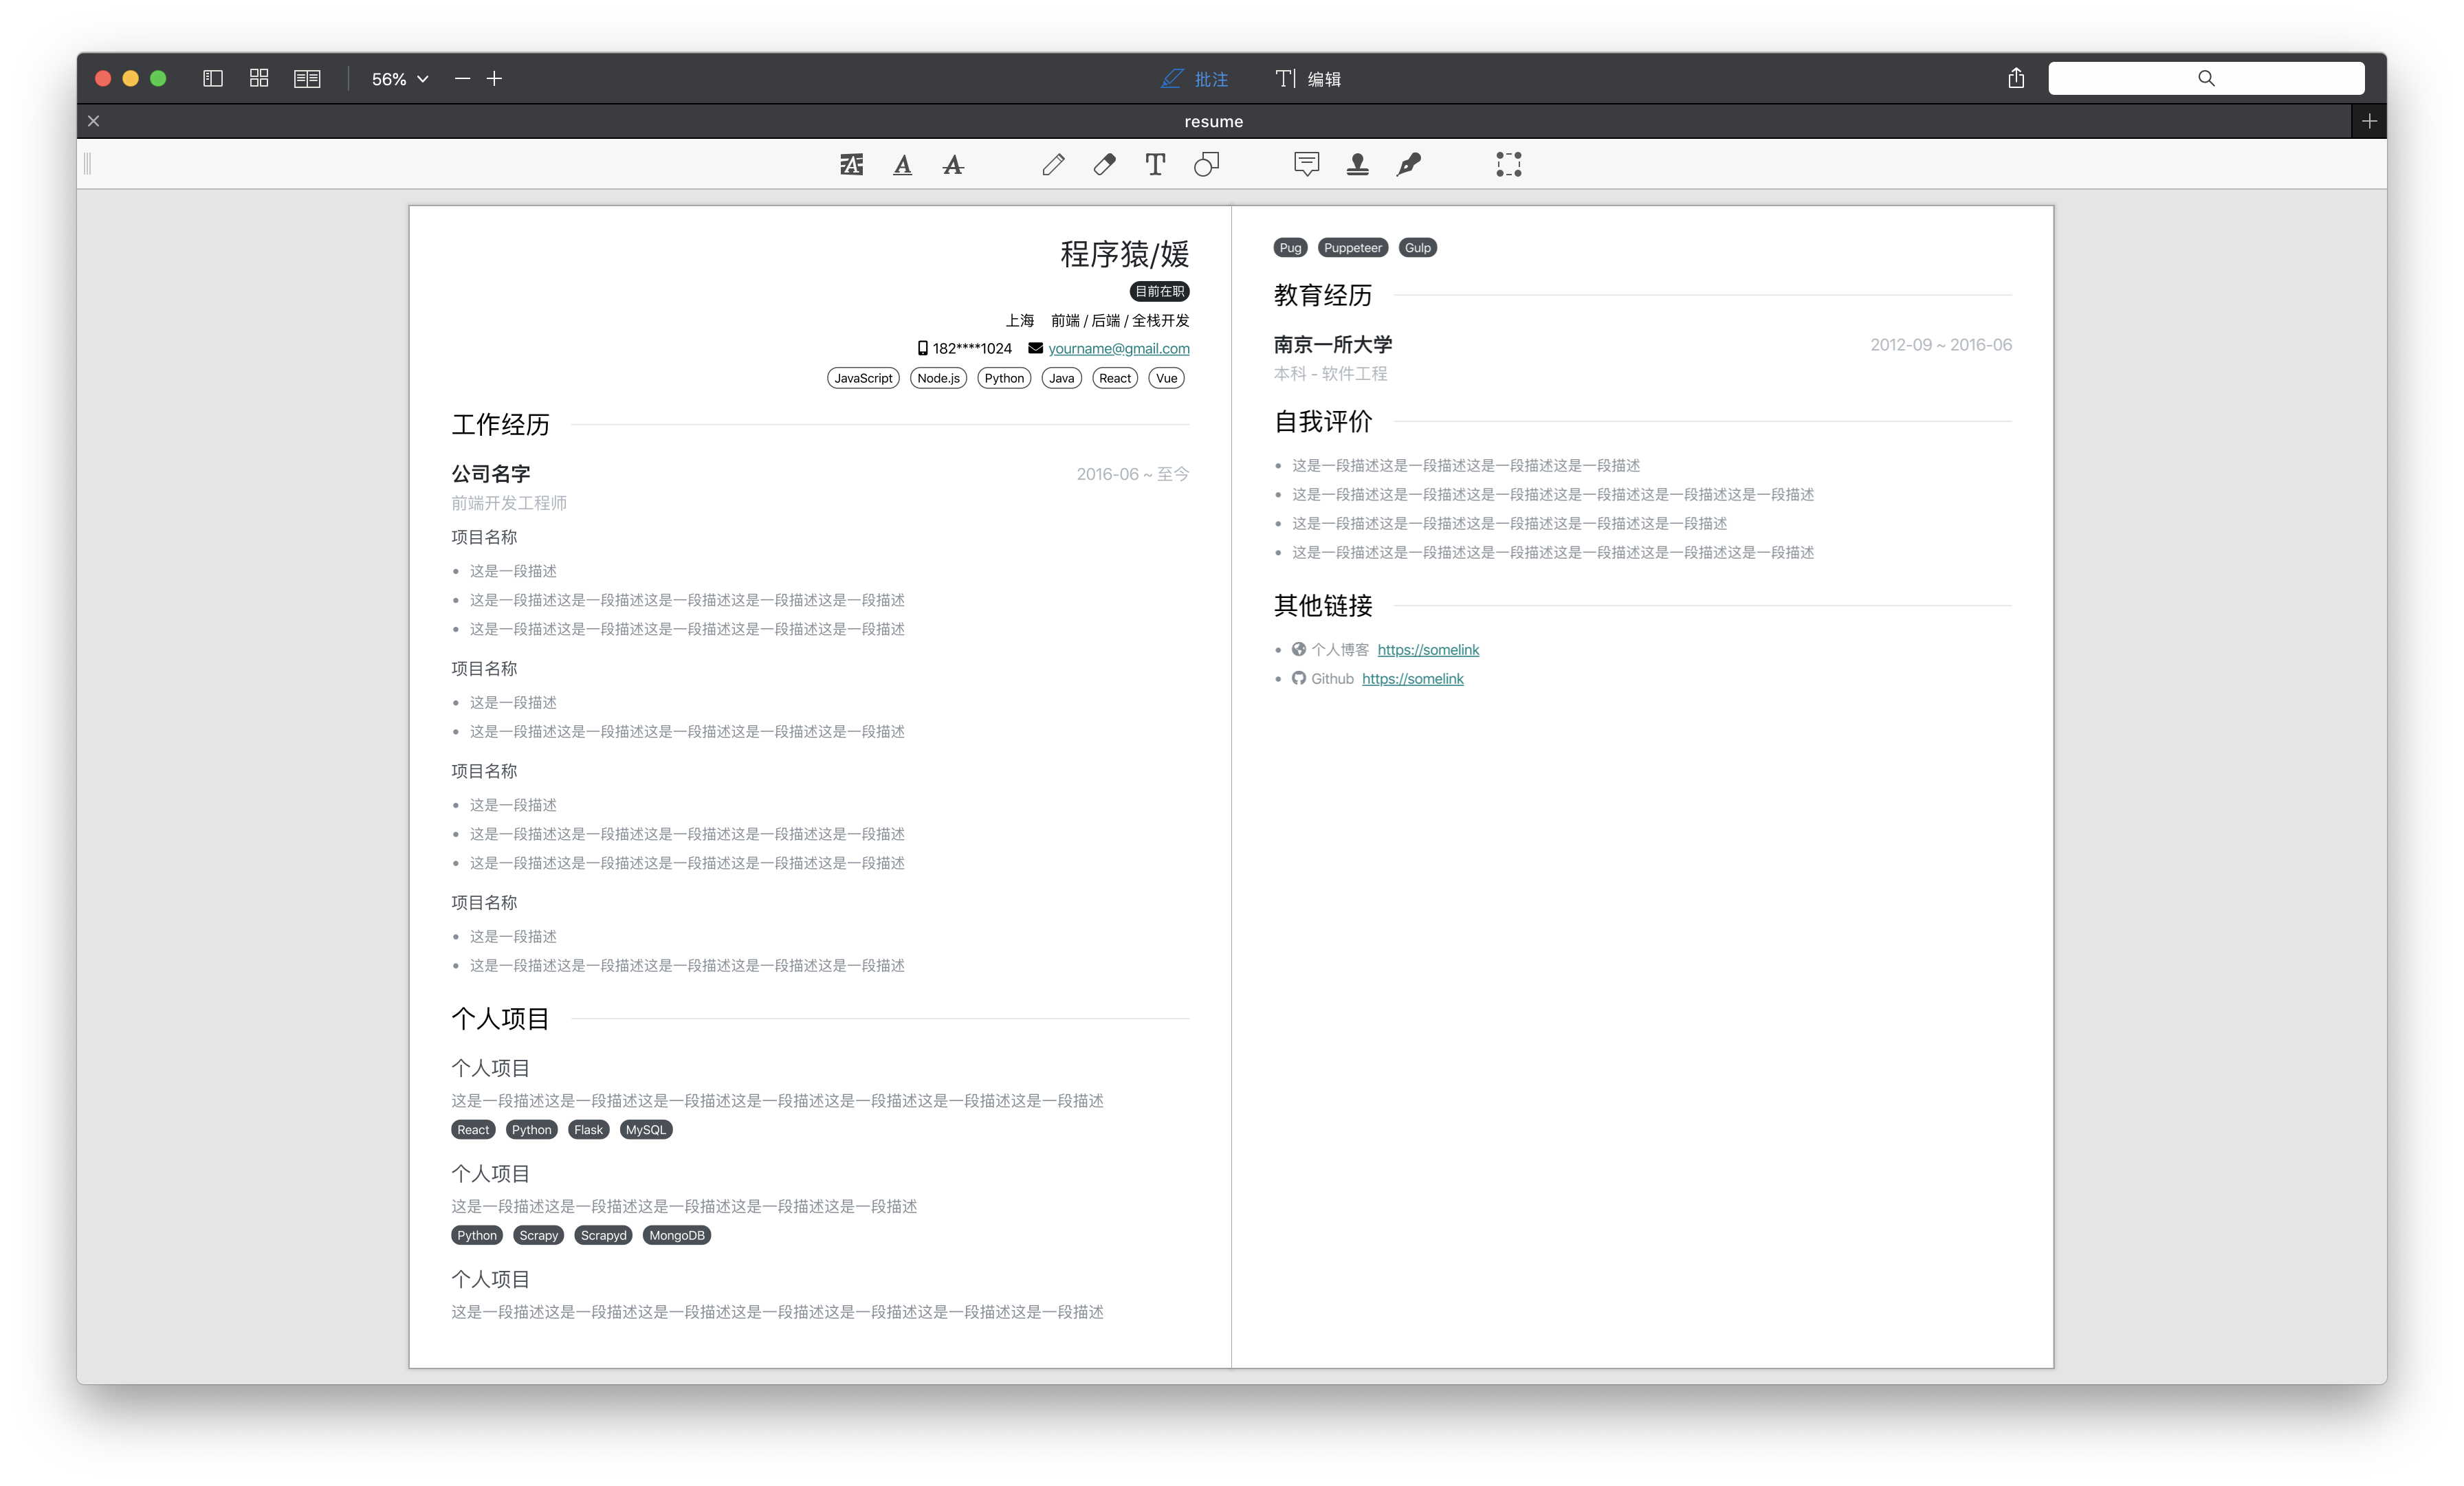 56%
批注
编辑
resume
程序猿/媛
目前在职
上海 前端 / 后端 / 全栈开发
182****1024 yourname@gmail.com
JavaScript Node.js Python Java React Vue
工作经历
公司名字 2016-06 ~ 至今
前端开发工程师
项目名称
• 这是一段描述
• 这是一段描述这是一段描述这是一段描述这是一段描述这是一段描述
• 这是一段描述这是一段描述这是一段描述这是一段描述这是一段描述
项目名称
• 这是一段描述
• 这是一段描述这是一段描述这是一段描述这是一段描述这是一段描述
项目名称
• 这是一段描述
• 这是一段描述这是一段描述这是一段描述这是一段描述这是一段描述
• 这是一段描述这是一段描述这是一段描述这是一段描述这是一段描述
项目名称
• 这是一段描述
• 这是一段描述这是一段描述这是一段描述这是一段描述这是一段描述
个人项目
个人项目
这是一段描述这是一段描述这是一段描述这是一段描述这是一段描述这是一段描述这是一段描述
React Python Flask MySQL
个人项目
这是一段描述这是一段描述这是一段描述这是一段描述这是一段描述
Python Scrapy Scrapyd MongoDB
个人项目
这是一段描述这是一段描述这是一段描述这是一段描述这是一段描述这是一段描述这是一段描述
Pug Puppeteer Gulp
教育经历
南京一所大学 2012-09 ~ 2016-06
本科 - 软件工程
自我评价
• 这是一段描述这是一段描述这是一段描述这是一段描述
• 这是一段描述这是一段描述这是一段描述这是一段描述这是一段描述这是一段描述
• 这是一段描述这是一段描述这是一段描述这是一段描述这是一段描述
• 这是一段描述这是一段描述这是一段描述这是一段描述这是一段描述这是一段描述
其他链接
• 个人博客 https://somelink
• Github https://somelink